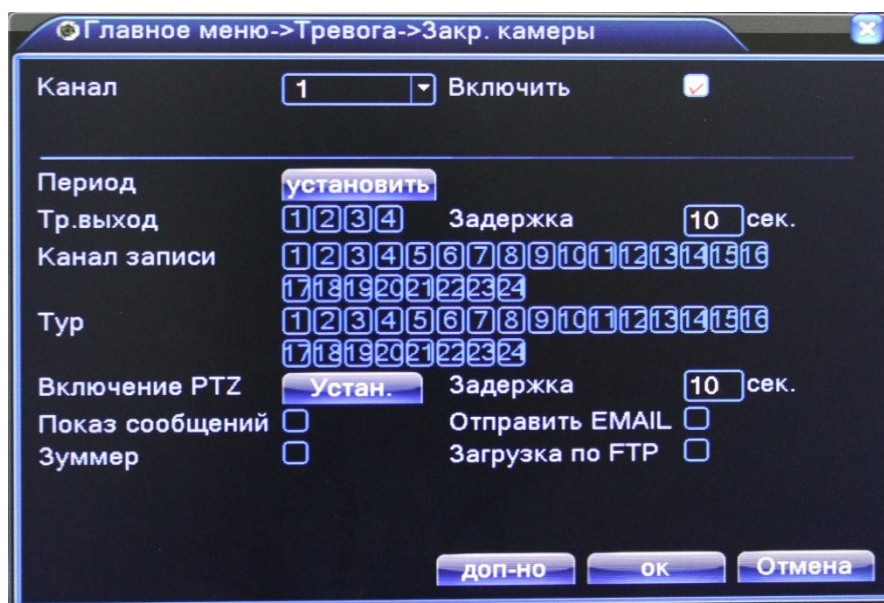 Главное меню->Тревога->Закр. камеры
Канал 1 Включить
Период установить
Тр.выход 1 2 3 4 Задержка 10 сек.
Канал записи 1 2 3 4 5 6 7 8 9 10 11 12 13 14 15 16
17 18 19 20 21 22 23 24
Тур 1 2 3 4 5 6 7 8 9 10 11 12 13 14 15 16
17 18 19 20 21 22 23 24
Включение PTZ Устан. Задержка 10 сек.
Показ сообщений Отправить EMAIL
Зуммер Загрузка по FTP
доп-но ок Отмена